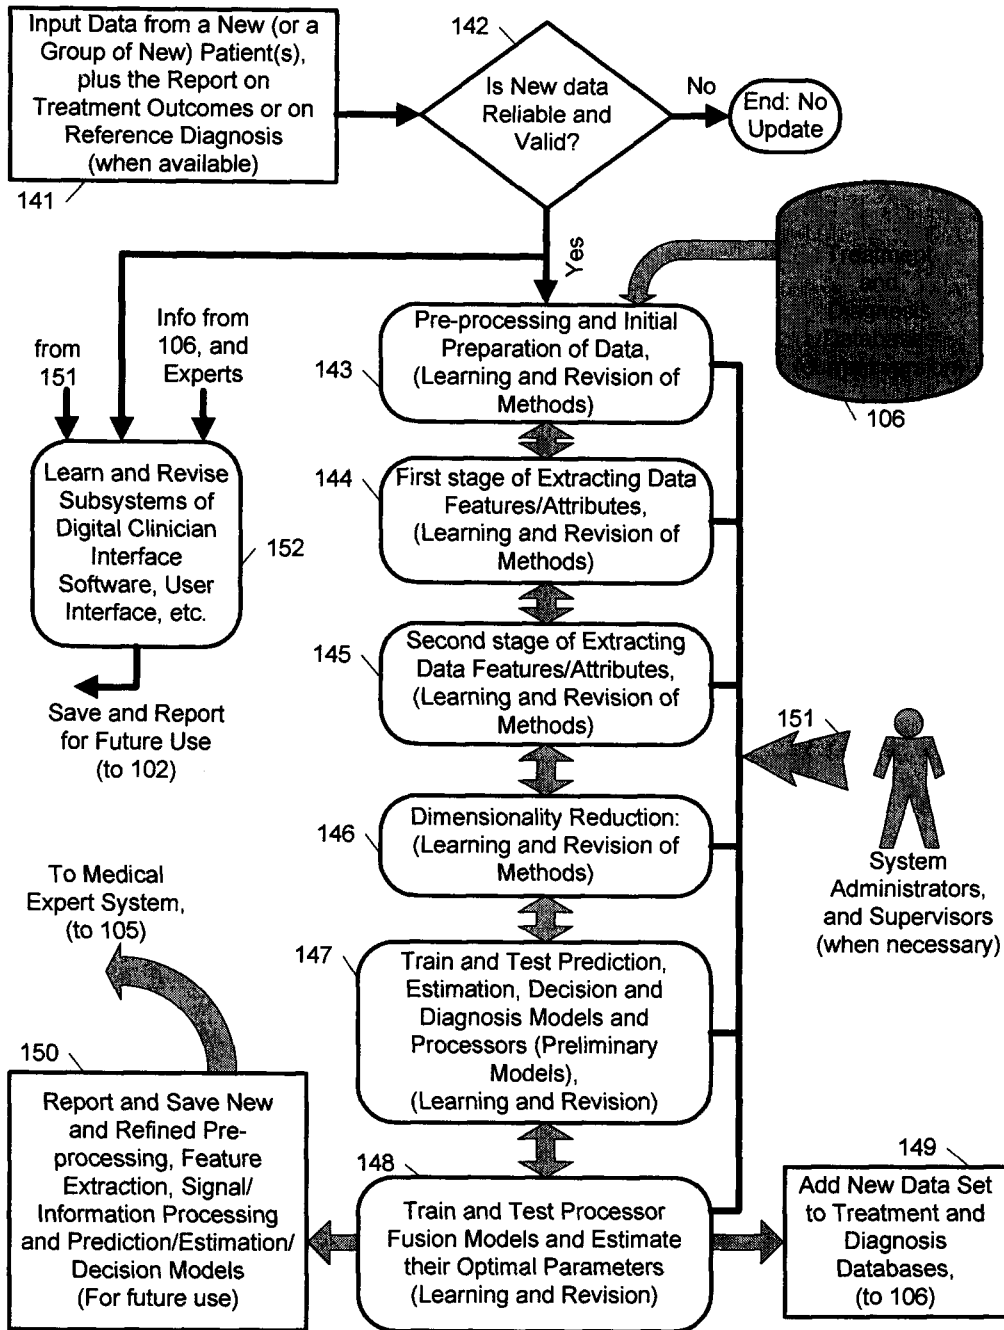 Input Data from a New (or a
Group of New) Patient(s),
plus the Report on
Treatment Outcomes or on
Reference Diagnosis
(when available)
141
142
Is New data
Reliable and
Valid?
No
End: No
Update
Yes
Treatment
and
Diagnosis
Databases
106
from
151
Info from
106, and
Experts
143
Pre-processing and Initial
Preparation of Data,
(Learning and Revision of
Methods)
144
First stage of Extracting Data
Features/Attributes,
(Learning and Revision of
Methods)
Learn and Revise
Subsystems of
Digital Clinician
Interface
Software, User
Interface, etc.
152
Save and Report
for Future Use
(to 102)
145
Second stage of Extracting
Data Features/Attributes,
(Learning and Revision of
Methods)
151
System
Administrators,
and Supervisors
(when necessary)
146
Dimensionality Reduction:
(Learning and Revision of
Methods)
To Medical
Expert System,
(to 105)
147
Train and Test Prediction,
Estimation, Decision and
Diagnosis Models and
Processors (Preliminary
Models),
(Learning and Revision)
150
Report and Save New
and Refined Pre-
processing, Feature
Extraction, Signal/
Information Processing
and Prediction/Estimation/
Decision Models
(For future use)
148
Train and Test Processor
Fusion Models and Estimate
their Optimal Parameters
(Learning and Revision)
149
Add New Data Set
to Treatment and
Diagnosis
Databases,
(to 106)